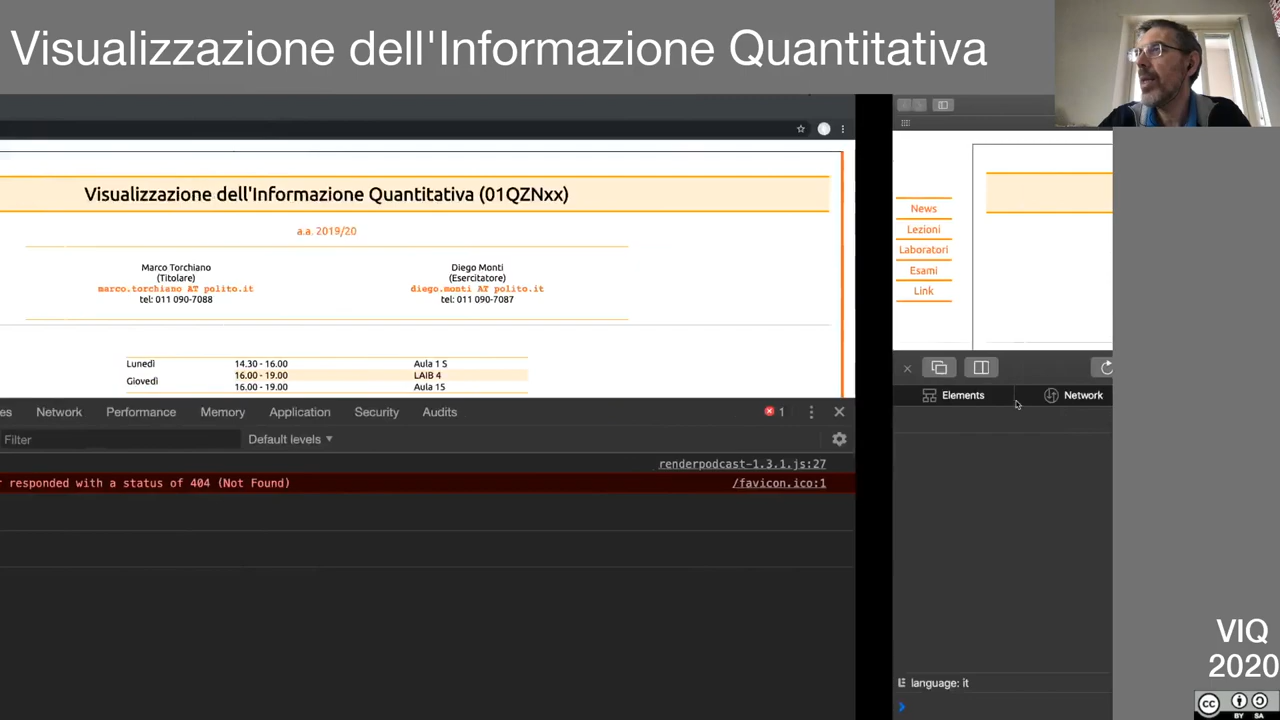 Visualizzazione dell'Informazione Quantitativa
Visualizzazione dell'Informazione Quantitativa (01QZNxx)
a.a. 2019/20
Marco Torchiano
(Titolare)
marco.torchiano AT polito.it
tel: 011 090-7088
Diego Monti
(Esercitatore)
diego.monti AT polito.it
tel: 011 090-7087
Lunedì 14.30 - 16.00 Aula 1 S
16.00 - 19.00 LAIB 4
Giovedì
16.00 - 19.00 Aula 15
es Network Performance Memory Application Security Audits 1
Filter Default levels
renderpodcast-1.3.1.js:27
r responded with a status of 404 (Not Found) /favicon.ico:1
News
Lezioni
Laboratori
Esami
Link
Elements Network
language: it
VIQ
2020
CC BY SA